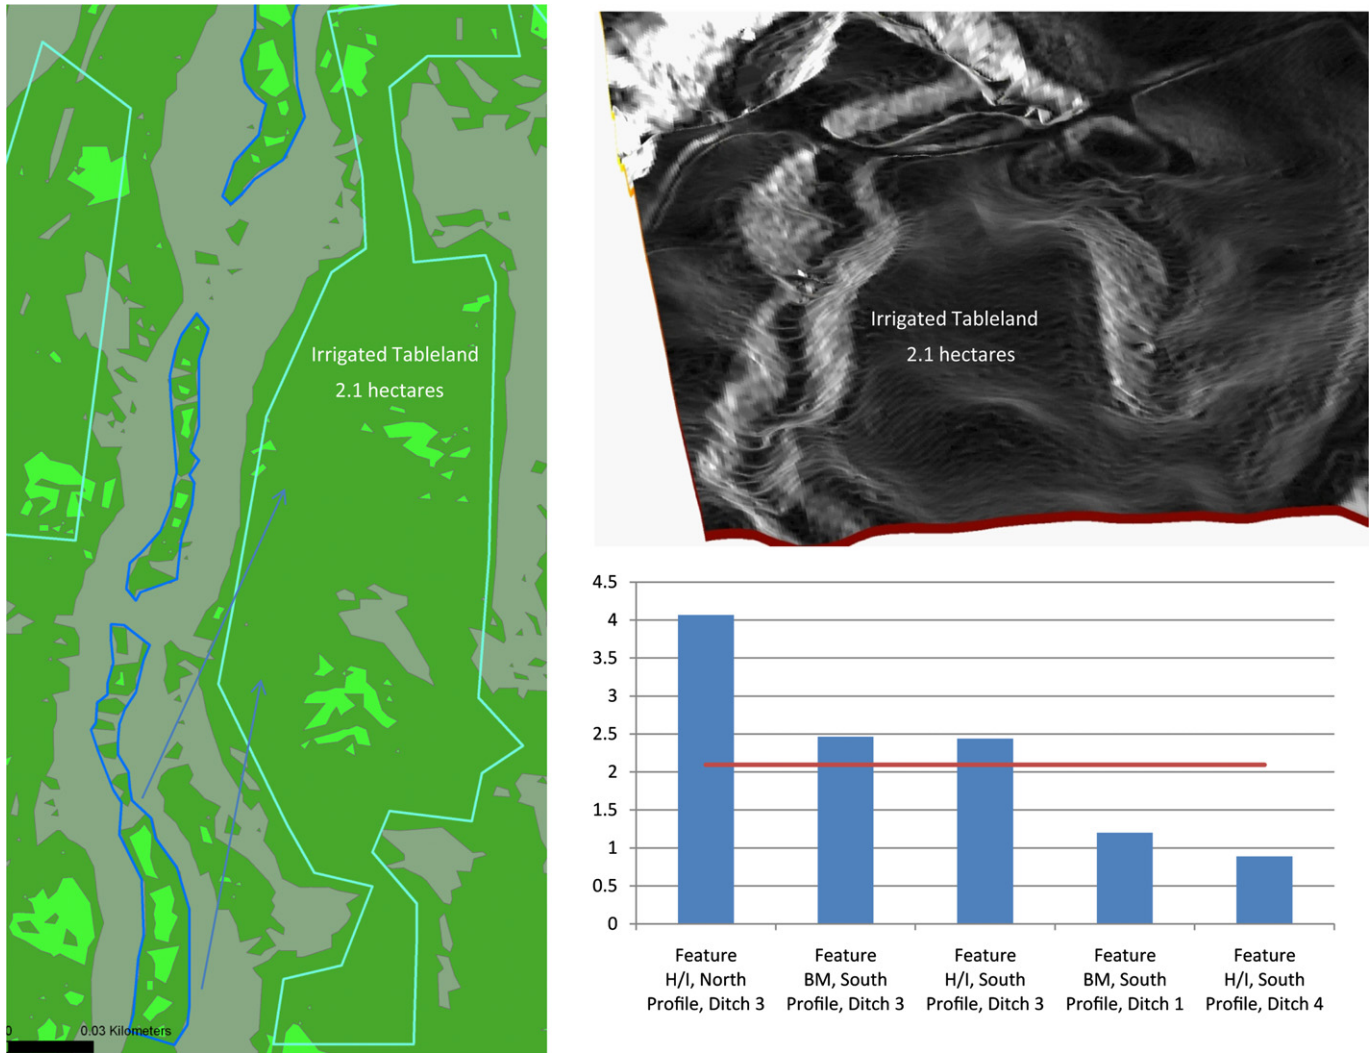 Irrigated Tableland
2.1 hectares
0
0.03 Kilometers
Irrigated Tableland
2.1 hectares
4.5
4
3.5
3
2.5
2
1.5
1
0.5
0
Feature
H/I, North
Profile, Ditch 3
Feature
BM, South
Profile, Ditch 3
Feature
H/I, South
Profile, Ditch 3
Feature
BM, South
Profile, Ditch 1
Feature
H/I, South
Profile, Ditch 4